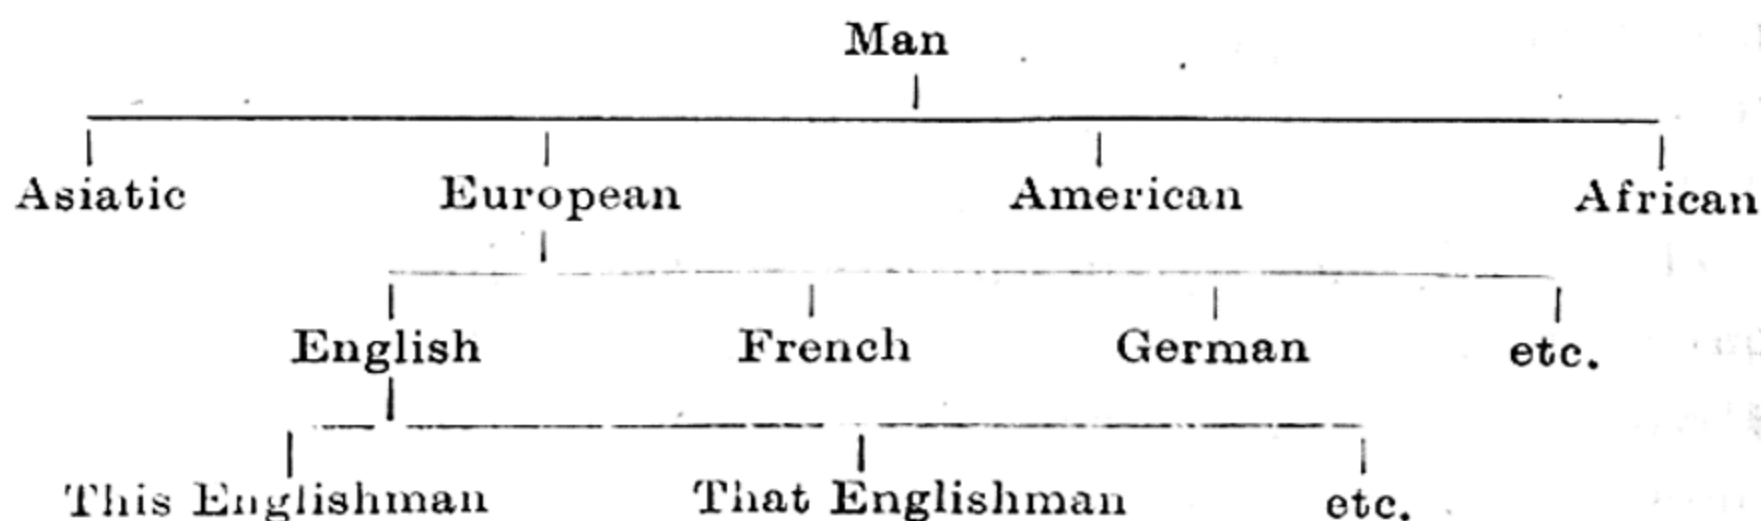 Man
Asiatic European American African
English French German etc.
This Englishman That Englishman etc.